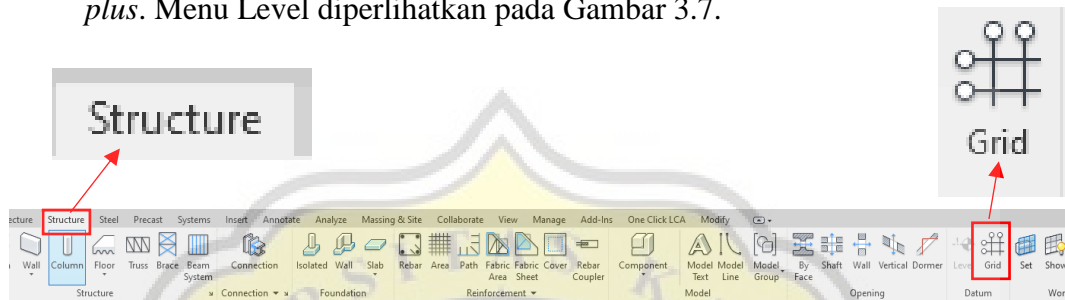 plus. Menu Level diperlihatkan pada Gambar 3.7.
Structure
Grid
ecture Structure Steel Precast Systems Insert Annotate Analyze Massing & Site Collaborate View Manage Add-Ins One Click LCA Modify
Wall Column Floor Truss Brace Beam System Connection Isolated Wall Slab Rebar Area Path Fabric Area Fabric Sheet Cover Rebar Coupler Component Model Text Model Line Model Group By Face Shaft Wall Vertical Dormer Level Grid Set Show
Structure Connection Foundation Reinforcement Model Opening Datum Wor